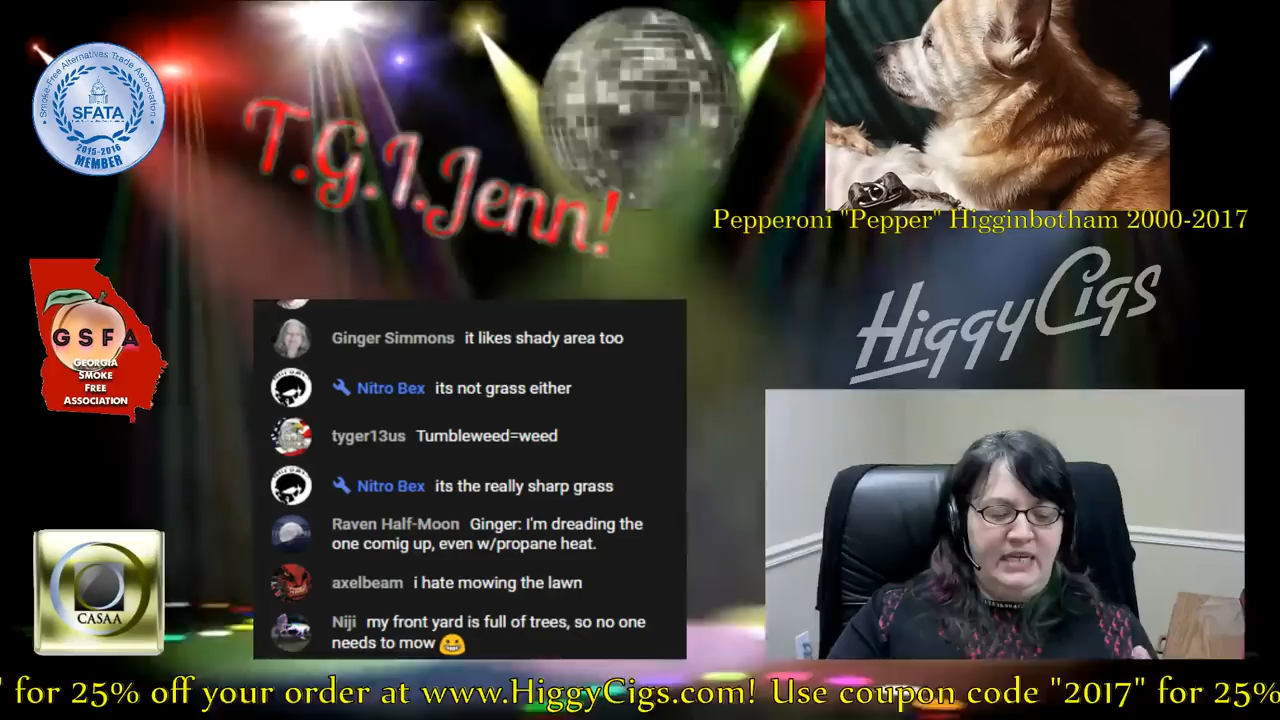 Smoke-Free Alternatives Trade Association
SFATA
2015-2016
MEMBER
T.G.I.Jenn!
Pepperoni "Pepper" Higginbotham 2000-2017
HiggyCigs
GSFA
GEORGIA
SMOKE
FREE
ASSOCIATION
CASAA
Ginger Simmons it likes shady area too
Nitro Bex its not grass either
tyger13us Tumbleweed=weed
Nitro Bex its the really sharp grass
Raven Half-Moon Ginger: I'm dreading the
one comig up, even w/propane heat.
axelbeam i hate mowing the lawn
Niji my front yard is full of trees, so no one
needs to mow 😀
" for 25% off your order at www.HiggyCigs.com! Use coupon code "2017" for 25%